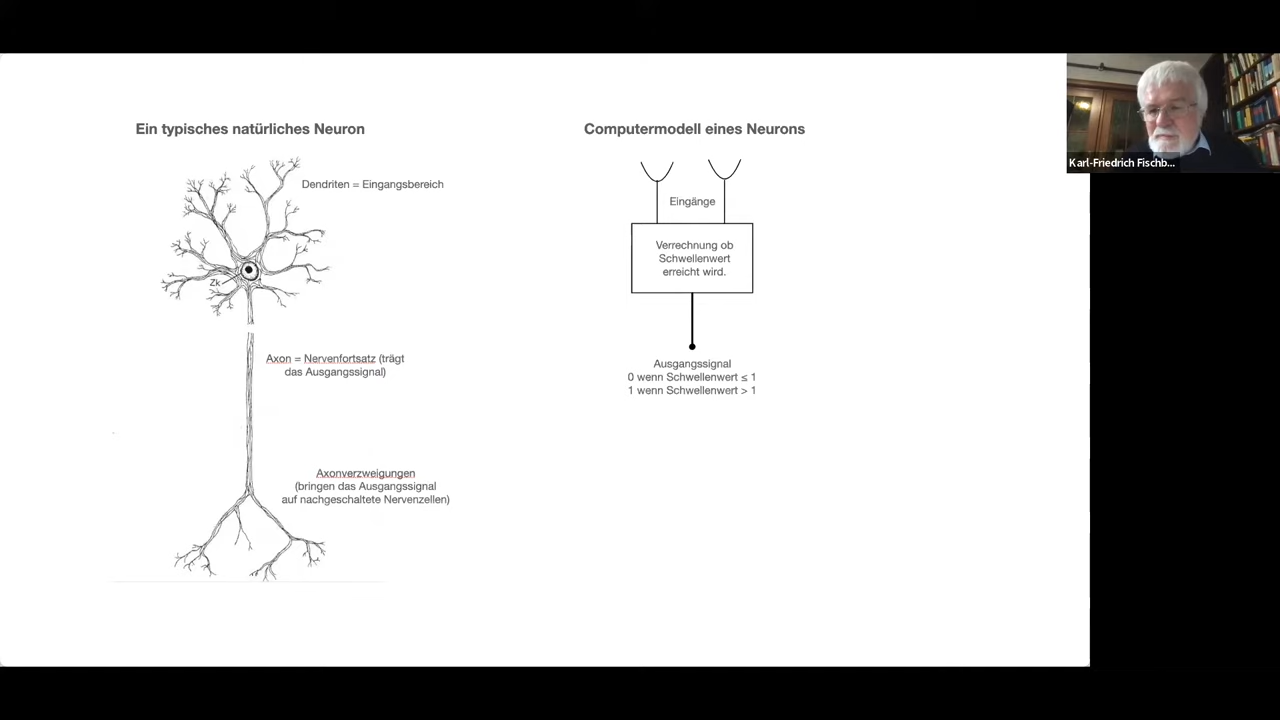 Ein typisches natürliches Neuron
Dendriten = Eingangsbereich
Zk
Axon = Nervenfortsatz (trägt
das Ausgangssignal)
Axonverzweigungen
(bringen das Ausgangssignal
auf nachgeschaltete Nervenzellen)
Computermodell eines Neurons
Eingänge
Verrechnung ob
Schwellenwert
erreicht wird.
Ausgangssignal
0 wenn Schwellenwert ≤ 1
1 wenn Schwellenwert > 1
Karl-Friedrich Fischb...